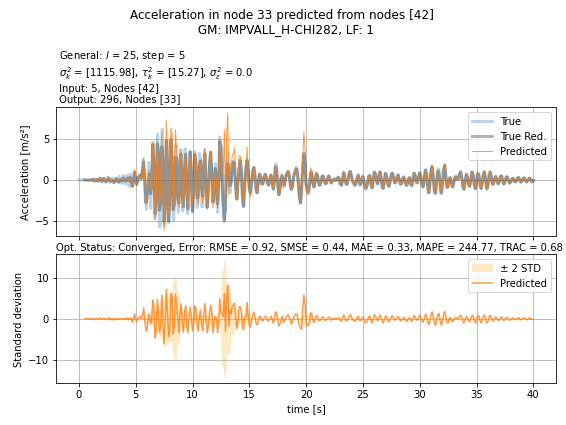 Acceleration in node 33 predicted from nodes [42]
GM: IMPVALL_H-CHI282, LF: 1
General: l = 25, step = 5
σ²ₖ = [1115.98], τ²ₖ = [15.27], σ²ε = 0.0
Input: 5, Nodes [42]
Output: 296, Nodes [33]
True
True Red.
Predicted
Acceleration [m/s²]
5
0
−5
Opt. Status: Converged, Error: RMSE = 0.92, SMSE = 0.44, MAE = 0.33, MAPE = 244.77, TRAC = 0.68
± 2 STD
Predicted
Standard deviation
10
0
−10
0 5 10 15 20 25 30 35 40
time [s]